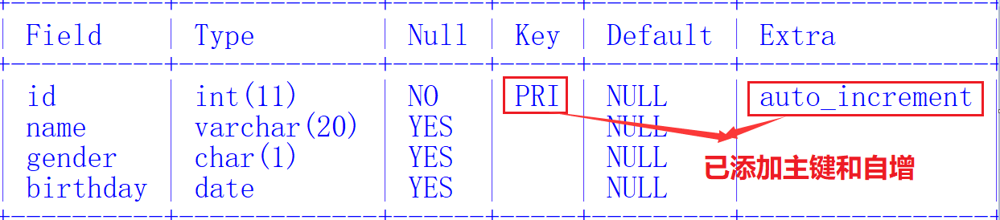 Field Type Null Key Default Extra
id int(11) NO PRI NULL auto_increment
name varchar(20) YES NULL
gender char(1) YES NULL
birthday date YES NULL
已添加主键和自增